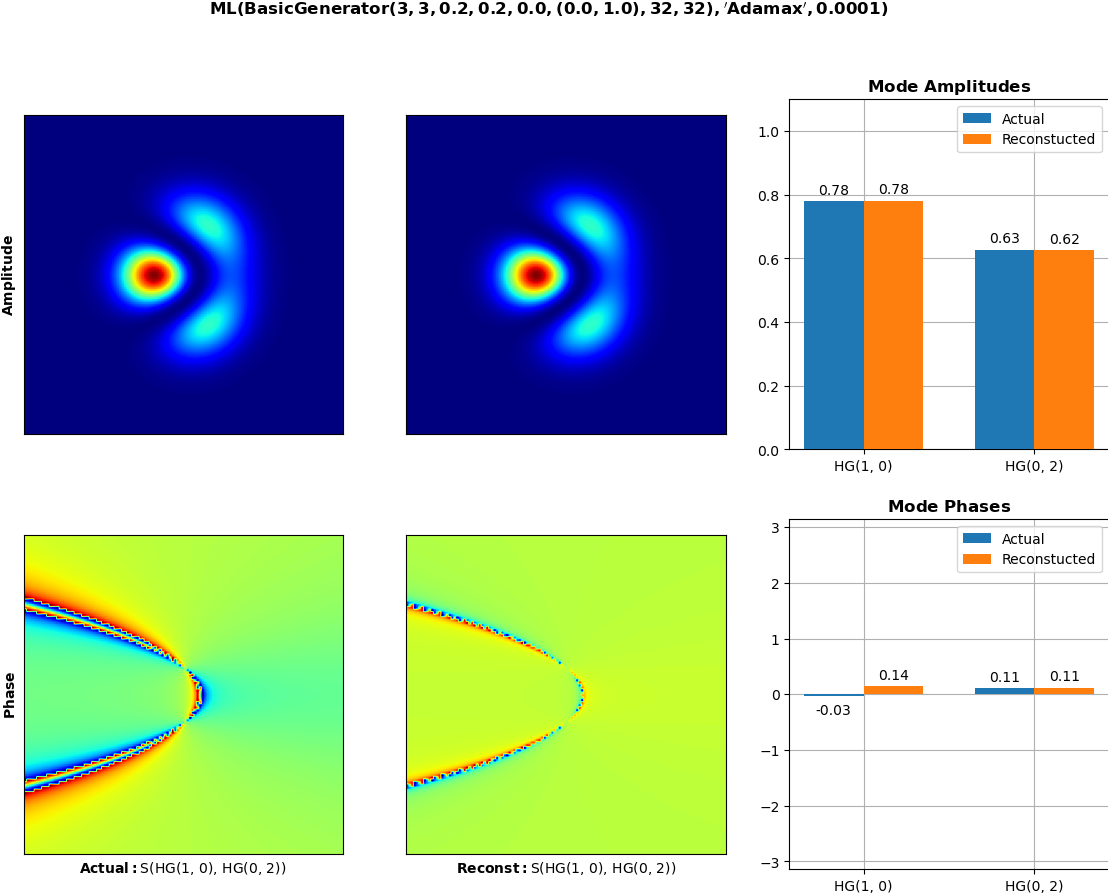 ML(BasicGenerator(3, 3, 0.2, 0.2, 0.0, (0.0, 1.0), 32, 32), ′Adamax′, 0.0001)
Amplitude
Mode Amplitudes
Actual
Reconstucted
1.0
0.8
0.6
0.4
0.2
0.0
0.78
0.78
0.63
0.62
HG(1, 0)
HG(0, 2)
Phase
Actual: S(HG(1, 0), HG(0, 2))
Reconst: S(HG(1, 0), HG(0, 2))
Mode Phases
Actual
Reconstucted
3
2
1
0
−1
−2
−3
-0.03
0.14
0.11
0.11
HG(1, 0)
HG(0, 2)